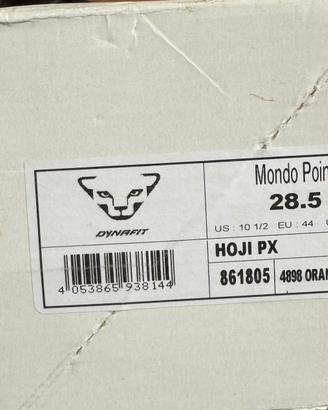 Mondo Poin
28.5
DYNAFIT
US : 10 1/2 EU : 44
HOJI PX
861805 4898 ORAN
4 053865 938144